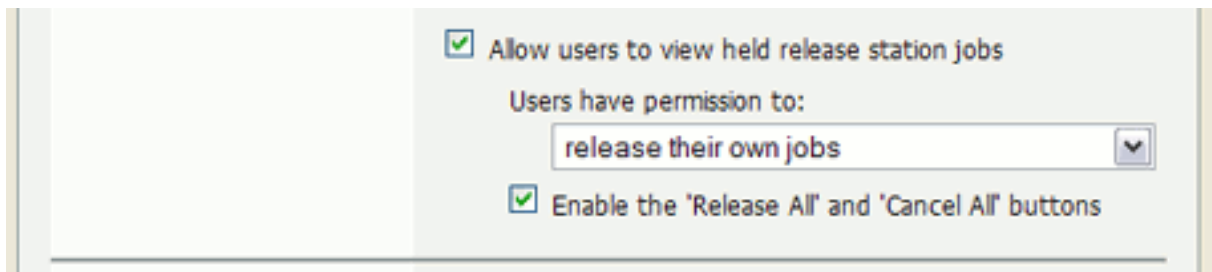 Allow users to view held release station jobs
Users have permission to:
release their own jobs
Enable the 'Release All' and 'Cancel All' buttons